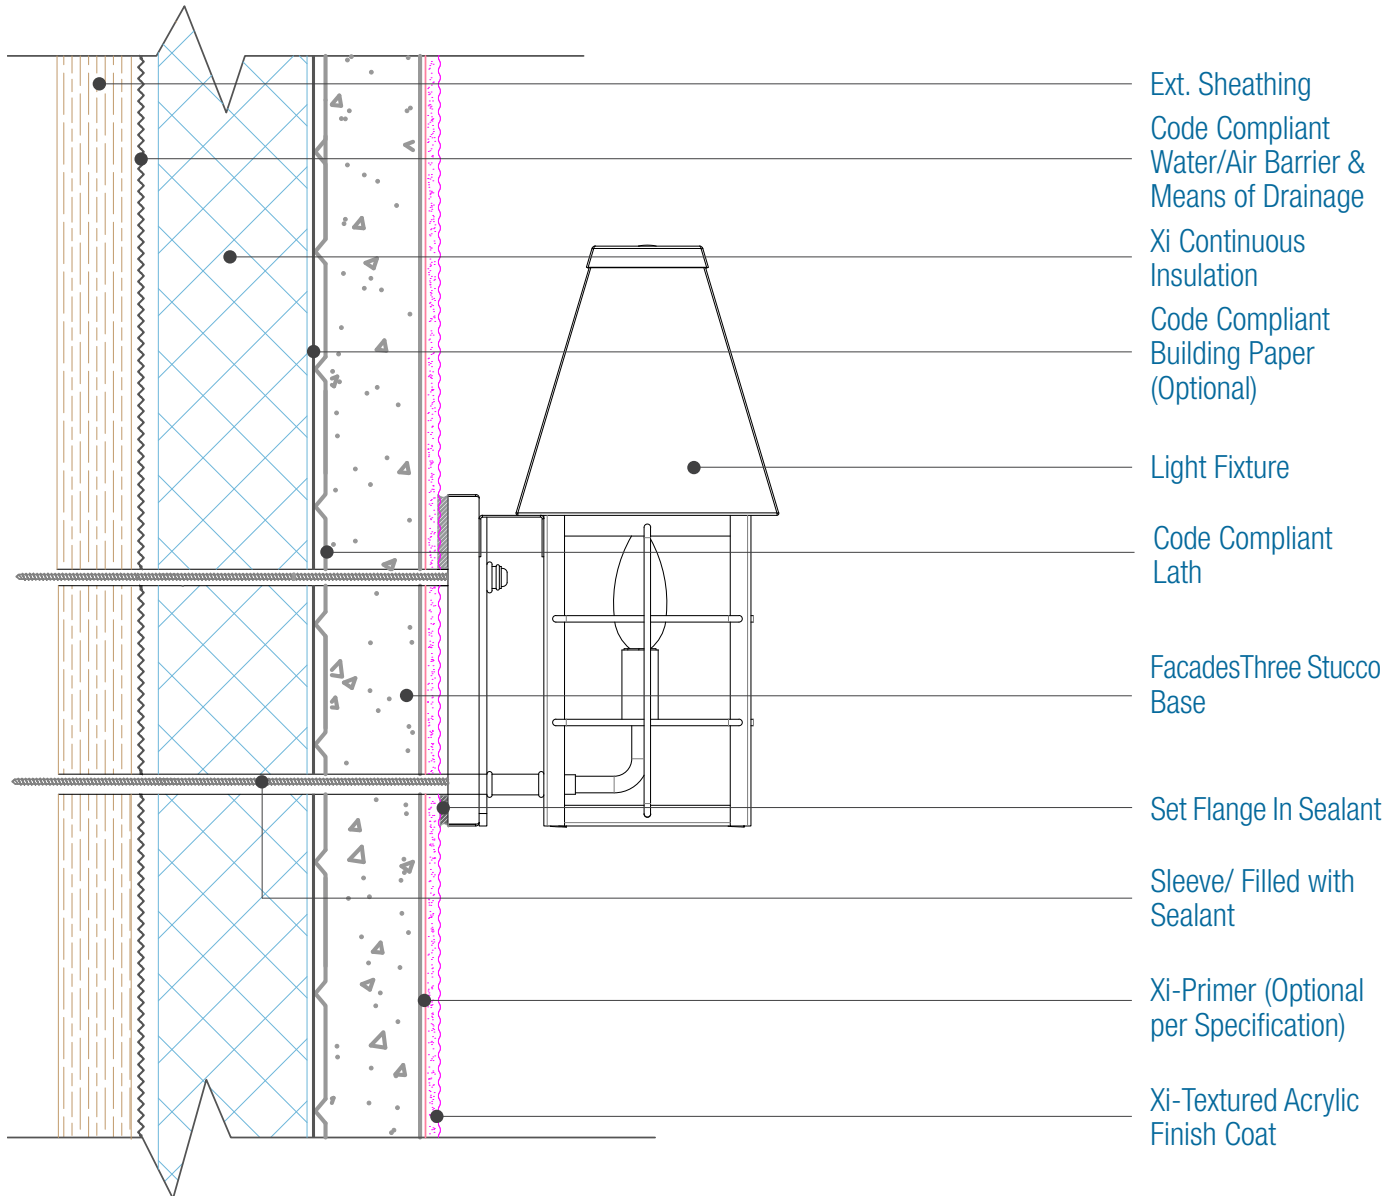 Ext. Sheathing
Code Compliant
Water/Air Barrier &
Means of Drainage
Xi Continuous
Insulation
Code Compliant
Building Paper
(Optional)
Light Fixture
Code Compliant
Lath
FacadesThree Stucco
Base
Set Flange In Sealant
Sleeve/ Filled with
Sealant
Xi-Primer (Optional
per Specification)
Xi-Textured Acrylic
Finish Coat